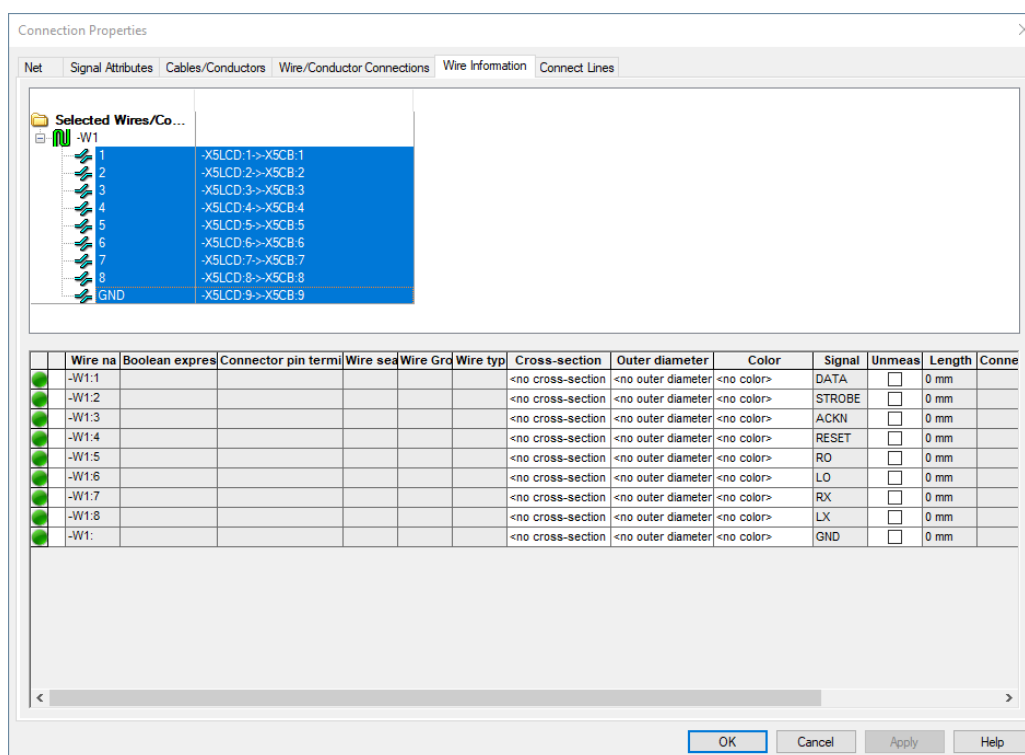 Connection Properties
Net Signal Attributes Cables/Conductors Wire/Conductor Connections Wire Information Connect Lines
Selected Wires/Co...
-W1
1 -X5LCD:1->-X5CB:1
2 -X5LCD:2->-X5CB:2
3 -X5LCD:3->-X5CB:3
4 -X5LCD:4->-X5CB:4
5 -X5LCD:5->-X5CB:5
6 -X5LCD:6->-X5CB:6
7 -X5LCD:7->-X5CB:7
8 -X5LCD:8->-X5CB:8
GND -X5LCD:9->-X5CB:9
Wire na Boolean expres Connector pin termi Wire sea Wire Gro Wire typ Cross-section Outer diameter Color Signal Unmeas Length Conne
-W1:1 <no cross-section <no outer diameter <no color> DATA 0 mm
-W1:2 <no cross-section <no outer diameter <no color> STROBE 0 mm
-W1:3 <no cross-section <no outer diameter <no color> ACKN 0 mm
-W1:4 <no cross-section <no outer diameter <no color> RESET 0 mm
-W1:5 <no cross-section <no outer diameter <no color> RO 0 mm
-W1:6 <no cross-section <no outer diameter <no color> LO 0 mm
-W1:7 <no cross-section <no outer diameter <no color> RX 0 mm
-W1:8 <no cross-section <no outer diameter <no color> LX 0 mm
-W1: <no cross-section <no outer diameter <no color> GND 0 mm
OK Cancel Apply Help